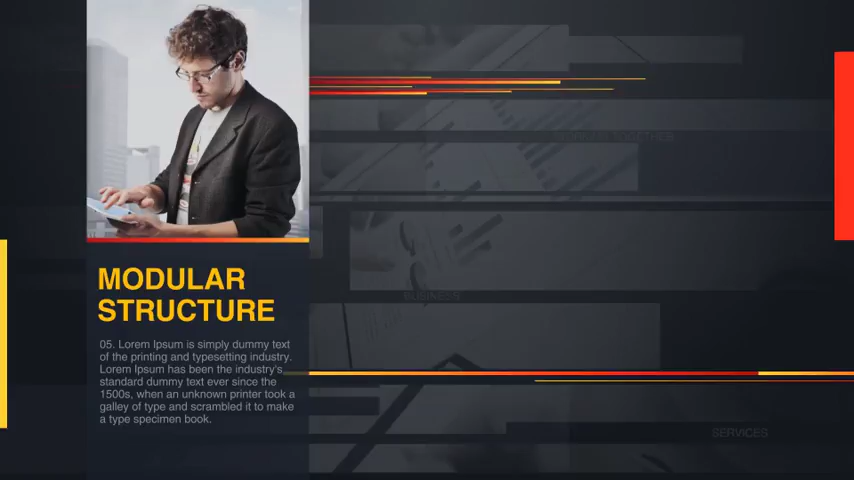 MODULAR
STRUCTURE
05. Lorem Ipsum is simply dummy text
of the printing and typesetting industry.
Lorem Ipsum has been the industry's
standard dummy text ever since the
1500s, when an unknown printer took a
galley of type and scrambled it to make
a type specimen book.
TOGETHER
BUSINESS
SERVICES